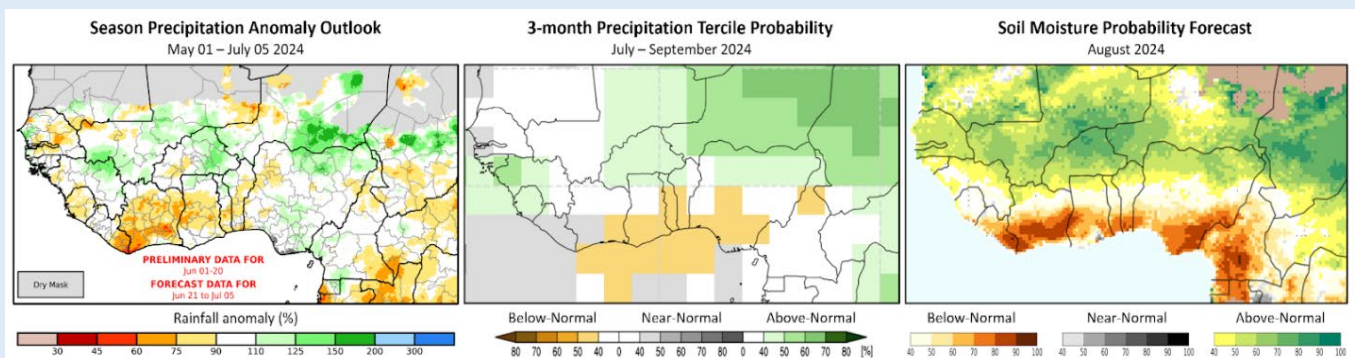 Season Precipitation Anomaly Outlook
May 01 – July 05 2024
PRELIMINARY DATA FOR
Jun 01-20
FORECAST DATA FOR
Jun 21 to Jul 05
Dry Mask
Rainfall anomaly (%)
30 45 60 75 90 110 125 150 200 300
3-month Precipitation Tercile Probability
July – September 2024
Below-Normal Near-Normal Above-Normal
80 70 60 50 40 0 40 50 60 70 80 0 40 50 60 70 80 [%]
Soil Moisture Probability Forecast
August 2024
Below-Normal Near-Normal Above-Normal
40 50 60 70 80 90 100 40 50 60 70 80 90 100 40 50 60 70 80 90 100